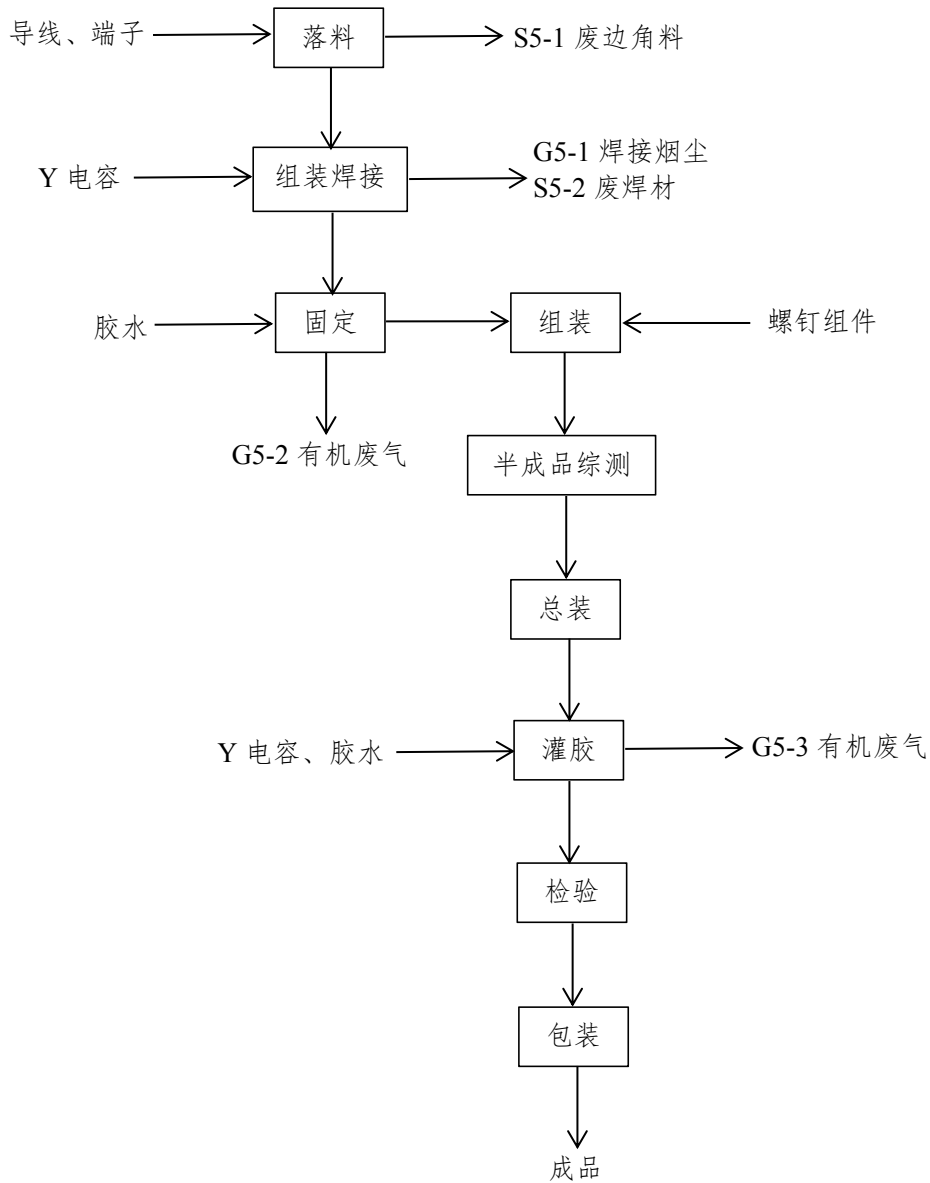 导线、端子
落料
S5-1 废边角料
Y 电容
组装焊接
G5-1 焊接烟尘
S5-2 废焊材
胶水
固定
组装
螺钉组件
G5-2 有机废气
半成品综测
总装
Y 电容、胶水
灌胶
G5-3 有机废气
检验
包装
成品